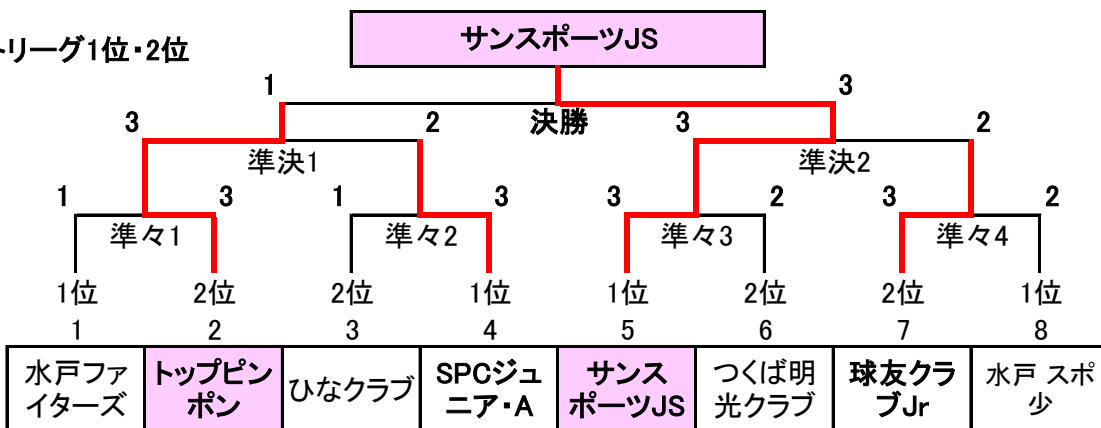 サンスポーツJS
リーグ1位・2位
1 3
3 2 決勝 3 2
準決1 準決2
1 3 1 3 3 2 3 2
準々1 準々2 準々3 準々4
1位 2位 2位 1位 1位 2位 2位 1位
1 2 3 4 5 6 7 8
水戸ファ
イターズ
トップピン
ポン
ひなクラブ
SPCジュ
ニア・A
サンス
ポーツJS
つくば明
光クラブ
球友クラ
ブJr
水戸 スポ
少